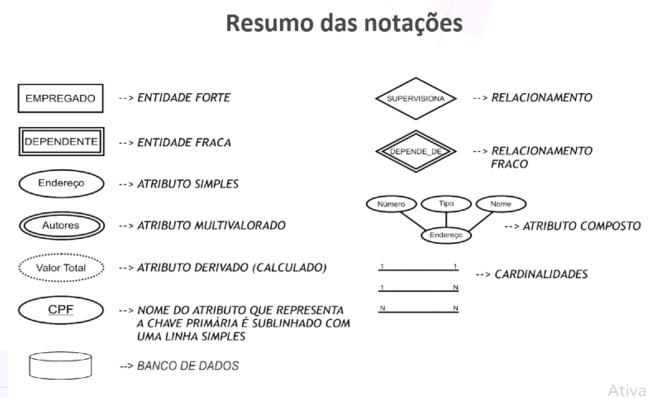 Resumo das notações
EMPREGADO --> ENTIDADE FORTE
DEPENDENTE --> ENTIDADE FRACA
Endereço --> ATRIBUTO SIMPLES
Autores --> ATRIBUTO MULTIVALORADO
Valor Total --> ATRIBUTO DERIVADO (CALCULADO)
CPF --> NOME DO ATRIBUTO QUE REPRESENTA
A CHAVE PRIMÁRIA É SUBLINHADO COM
UMA LINHA SIMPLES
--> BANCO DE DADOS
SUPERVISIONA --> RELACIONAMENTO
DEPENDE_DE --> RELACIONAMENTO
FRACO
Número Tipo Nome
Endereço --> ATRIBUTO COMPOSTO
1 1 --> CARDINALIDADES
1 N
N N
Ativa